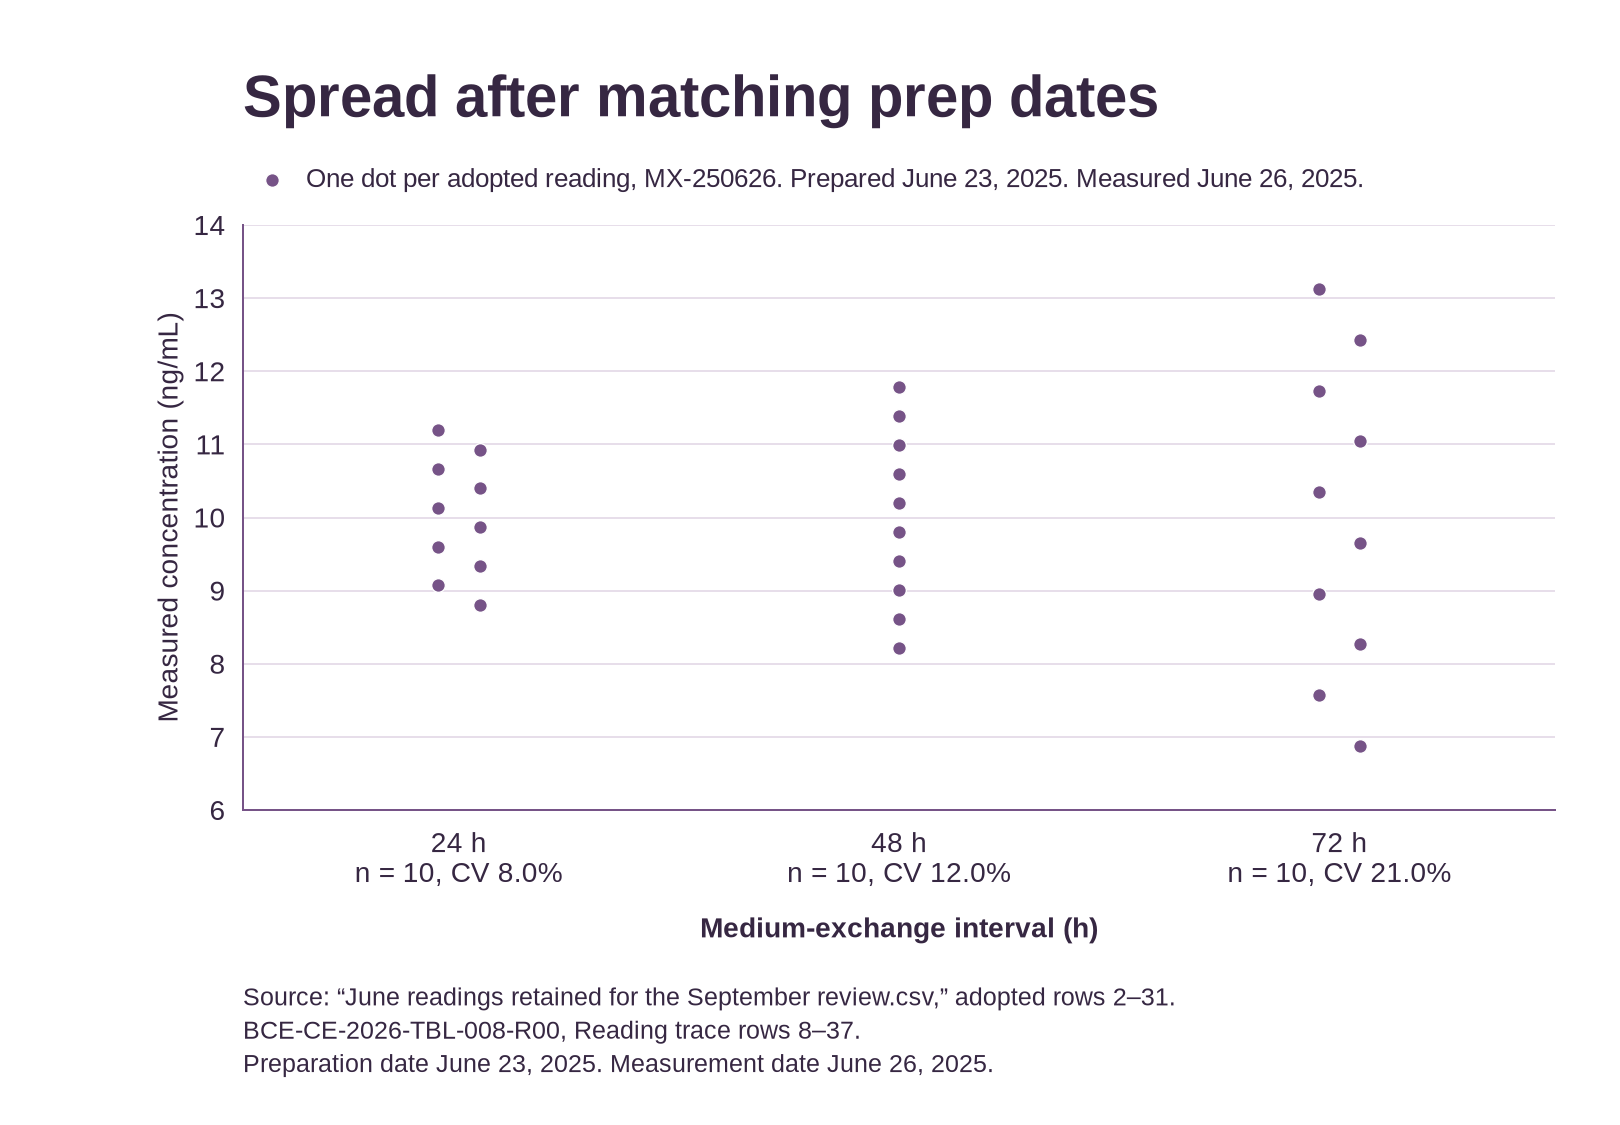 Spread after matching prep dates
One dot per adopted reading, MX-250626. Prepared June 23, 2025. Measured June 26, 2025.
Measured concentration (ng/mL)
14
13
12
11
10
9
8
7
6
24 h
n = 10, CV 8.0%
48 h
n = 10, CV 12.0%
72 h
n = 10, CV 21.0%
Medium-exchange interval (h)
Source: “June readings retained for the September review.csv,” adopted rows 2–31.
BCE-CE-2026-TBL-008-R00, Reading trace rows 8–37.
Preparation date June 23, 2025. Measurement date June 26, 2025.